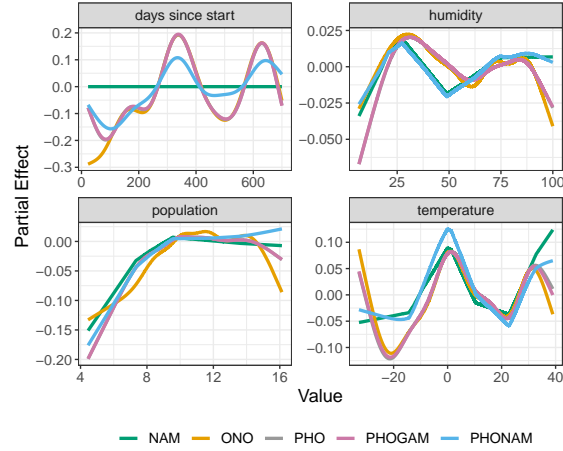 days since start
humidity
0.2
0.1
0.0
−0.1
−0.2
−0.3
0 200 400 600
0.025
0.000
−0.025
−0.050
25 50 75 100
Partial Effect
population
temperature
0.00
−0.05
−0.10
−0.15
−0.20
4 8 12 16
0.10
0.05
0.00
−0.05
−0.10
−20 0 20 40
Value
NAM ONO PHO PHOGAM PHONAM